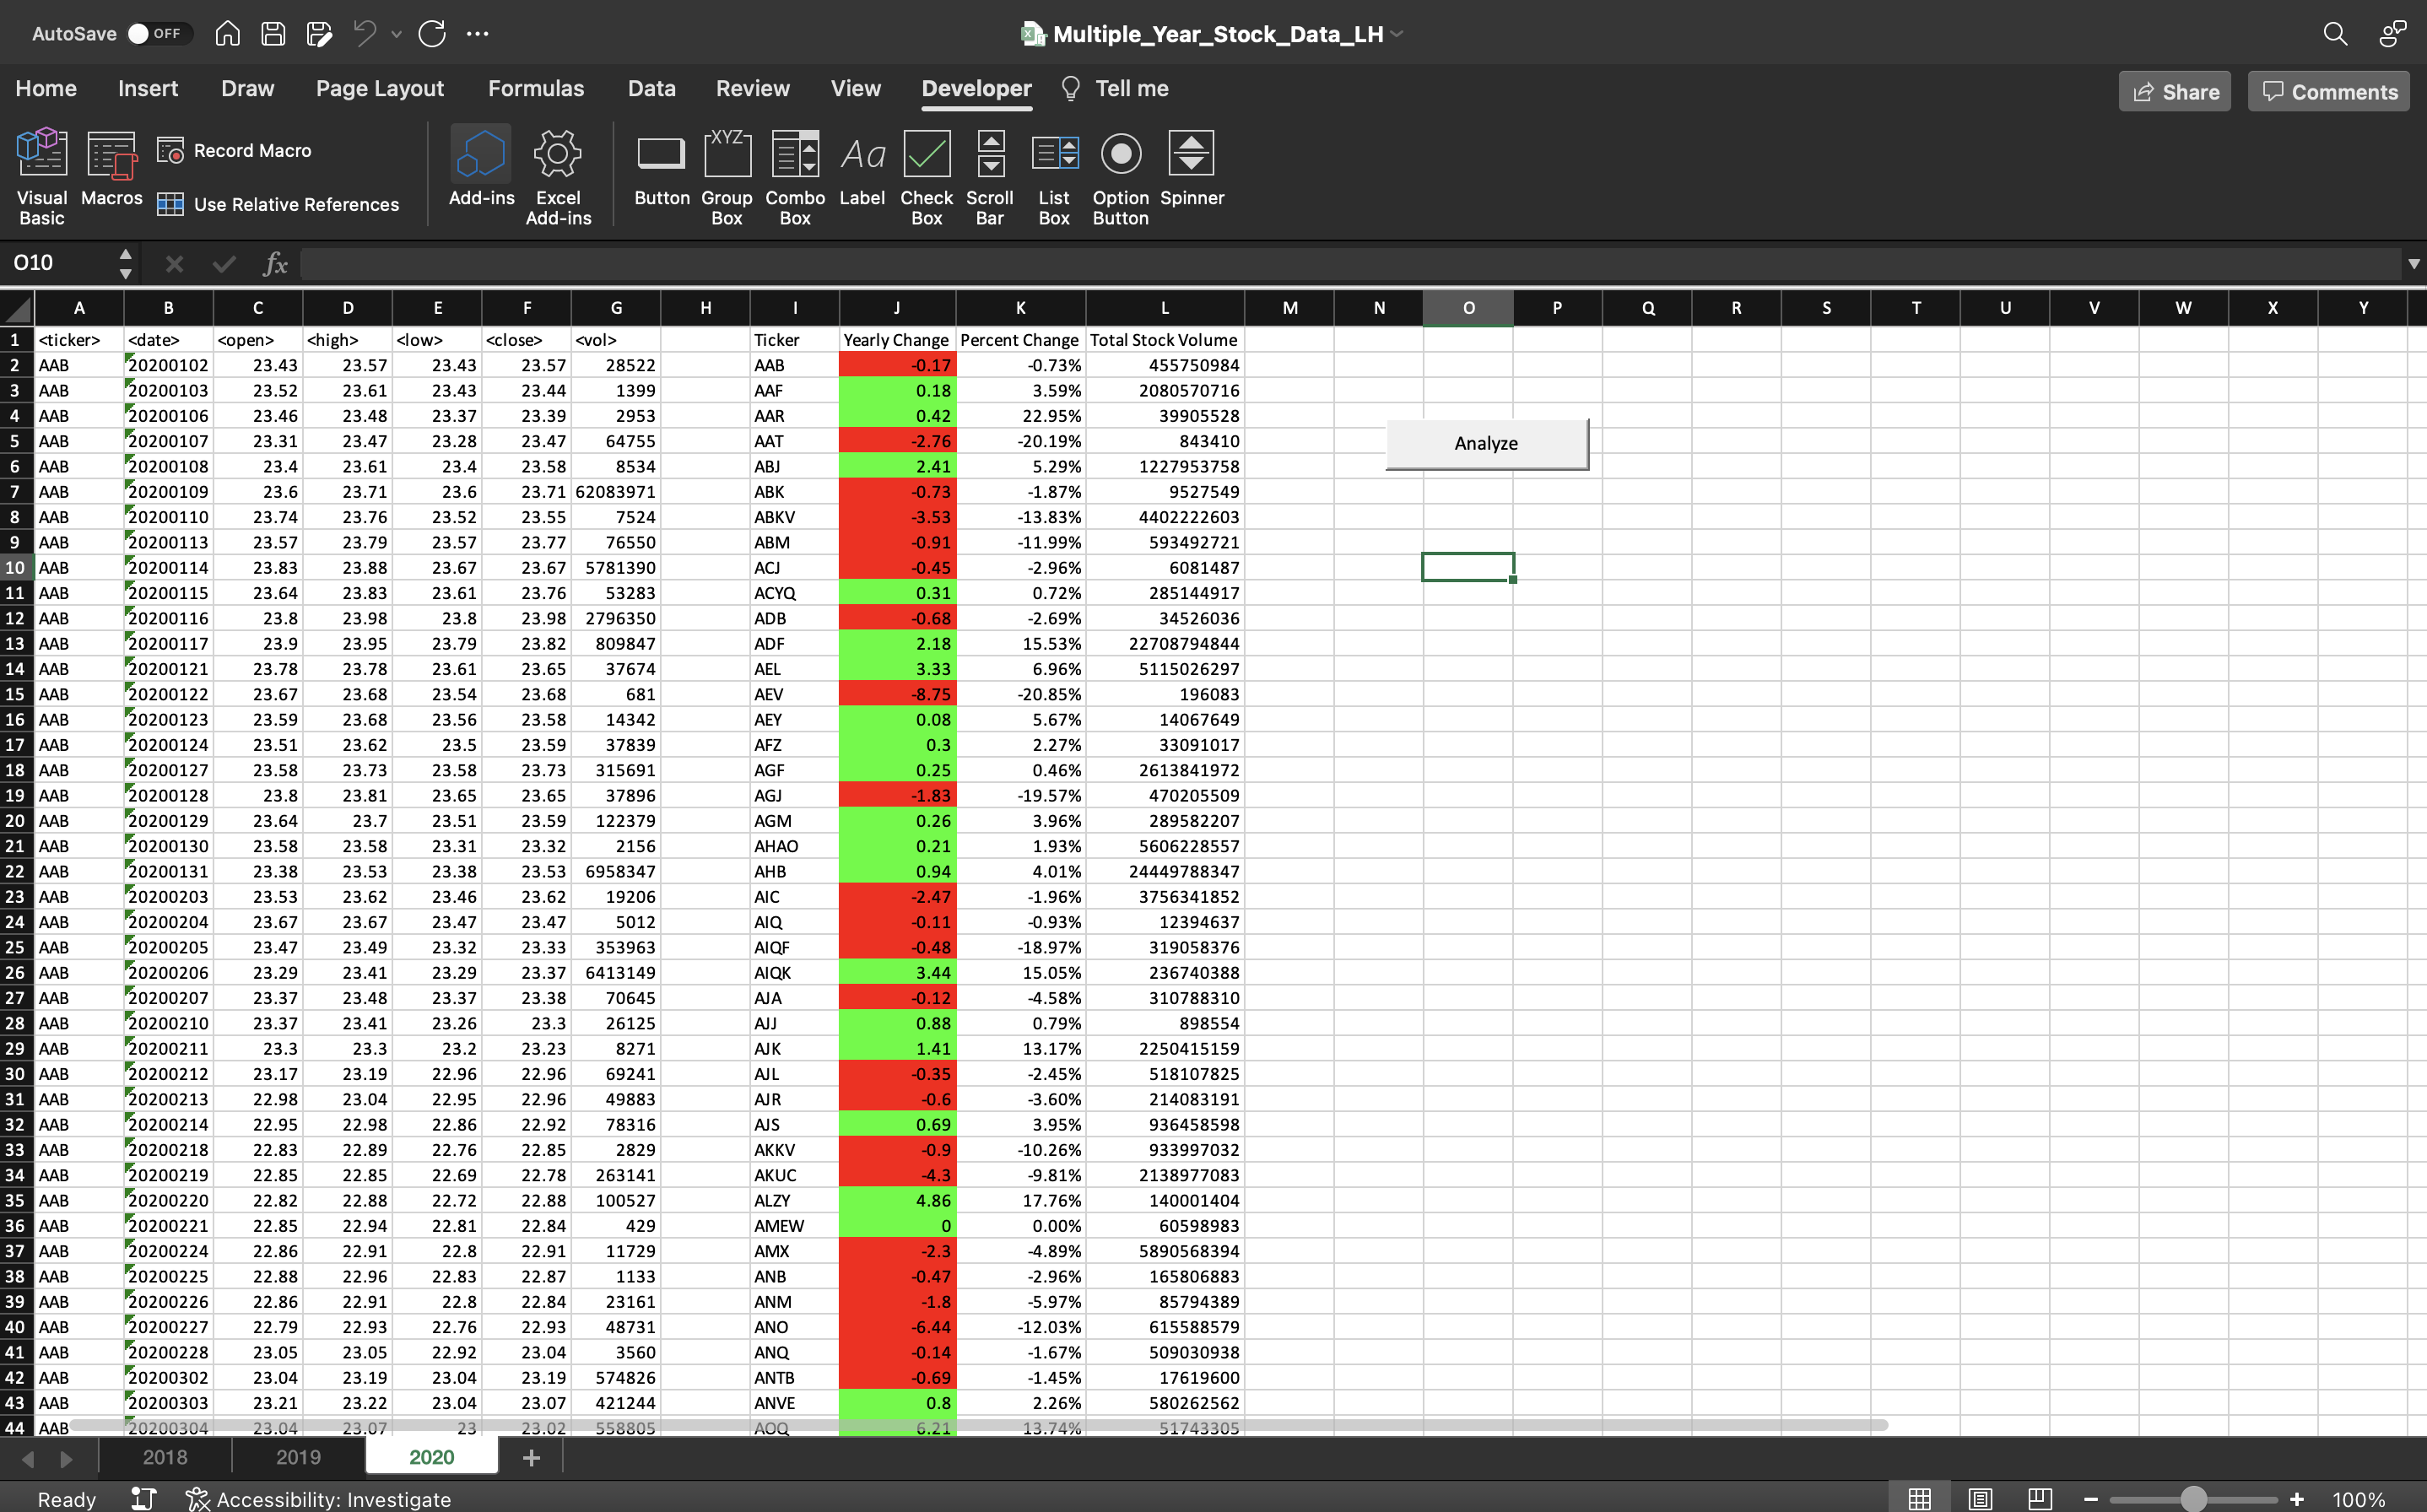 AutoSave OFF Multiple_Year_Stock_Data_LH
Home Insert Draw Page Layout Formulas Data Review View Developer Tell me Share Comments
Visual Basic Macros Record Macro Use Relative References Add-ins Excel Add-ins Button Group Box Combo Box Label Check Box Scroll Bar List Box Option Button Spinner
XYZ Aa
O10 fx
A B C D E F G H I J K L M N O P Q R S T U V W X Y
1 <ticker> <date> <open> <high> <low> <close> <vol> Ticker Yearly Change Percent Change Total Stock Volume
2 AAB 20200102 23.43 23.57 23.43 23.57 28522 AAB -0.17 -0.73% 455750984
3 AAB 20200103 23.52 23.61 23.43 23.44 1399 AAF 0.18 3.59% 2080570716
4 AAB 20200106 23.46 23.48 23.37 23.39 2953 AAR 0.42 22.95% 39905528
5 AAB 20200107 23.31 23.47 23.28 23.47 64755 AAT -2.76 -20.19% 843410
Analyze
6 AAB 20200108 23.4 23.61 23.4 23.58 8534 ABJ 2.41 5.29% 1227953758
7 AAB 20200109 23.6 23.71 23.6 23.71 62083971 ABK -0.73 -1.87% 9527549
8 AAB 20200110 23.74 23.76 23.52 23.55 7524 ABKV -3.53 -13.83% 4402222603
9 AAB 20200113 23.57 23.79 23.57 23.77 76550 ABM -0.91 -11.99% 593492721
10 AAB 20200114 23.83 23.88 23.67 23.67 5781390 ACJ -0.45 -2.96% 6081487
11 AAB 20200115 23.64 23.83 23.61 23.76 53283 ACYQ 0.31 0.72% 285144917
12 AAB 20200116 23.8 23.98 23.8 23.98 2796350 ADB -0.68 -2.69% 34526036
13 AAB 20200117 23.9 23.95 23.79 23.82 809847 ADF 2.18 15.53% 22708794844
14 AAB 20200121 23.78 23.78 23.61 23.65 37674 AEL 3.33 6.96% 5115026297
15 AAB 20200122 23.67 23.68 23.54 23.68 681 AEV -8.75 -20.85% 196083
16 AAB 20200123 23.59 23.68 23.56 23.58 14342 AEY 0.08 5.67% 14067649
17 AAB 20200124 23.51 23.62 23.5 23.59 37839 AFZ 0.3 2.27% 33091017
18 AAB 20200127 23.58 23.73 23.58 23.73 315691 AGF 0.25 0.46% 2613841972
19 AAB 20200128 23.8 23.81 23.65 23.65 37896 AGJ -1.83 -19.57% 470205509
20 AAB 20200129 23.64 23.7 23.51 23.59 122379 AGM 0.26 3.96% 289582207
21 AAB 20200130 23.58 23.58 23.31 23.32 2156 AHAO 0.21 1.93% 5606228557
22 AAB 20200131 23.38 23.53 23.38 23.53 6958347 AHB 0.94 4.01% 24449788347
23 AAB 20200203 23.53 23.62 23.46 23.62 19206 AIC -2.47 -1.96% 3756341852
24 AAB 20200204 23.67 23.67 23.47 23.47 5012 AIQ -0.11 -0.93% 12394637
25 AAB 20200205 23.47 23.49 23.32 23.33 353963 AIQF -0.48 -18.97% 319058376
26 AAB 20200206 23.29 23.41 23.29 23.37 6413149 AIQK 3.44 15.05% 236740388
27 AAB 20200207 23.37 23.48 23.37 23.38 70645 AJA -0.12 -4.58% 310788310
28 AAB 20200210 23.37 23.41 23.26 23.3 26125 AJJ 0.88 0.79% 898554
29 AAB 20200211 23.3 23.3 23.2 23.23 8271 AJK 1.41 13.17% 2250415159
30 AAB 20200212 23.17 23.19 22.96 22.96 69241 AJL -0.35 -2.45% 518107825
31 AAB 20200213 22.98 23.04 22.95 22.96 49883 AJR -0.6 -3.60% 214083191
32 AAB 20200214 22.95 22.98 22.86 22.92 78316 AJS 0.69 3.95% 936458598
33 AAB 20200218 22.83 22.89 22.76 22.85 2829 AKKV -0.9 -10.26% 933997032
34 AAB 20200219 22.85 22.85 22.69 22.78 263141 AKUC -4.3 -9.81% 2138977083
35 AAB 20200220 22.82 22.88 22.72 22.88 100527 ALZY 4.86 17.76% 140001404
36 AAB 20200221 22.85 22.94 22.81 22.84 429 AMEW 0 0.00% 60598983
37 AAB 20200224 22.86 22.91 22.8 22.91 11729 AMX -2.3 -4.89% 5890568394
38 AAB 20200225 22.88 22.96 22.83 22.87 1133 ANB -0.47 -2.96% 165806883
39 AAB 20200226 22.86 22.91 22.8 22.84 23161 ANM -1.8 -5.97% 85794389
40 AAB 20200227 22.79 22.93 22.76 22.93 48731 ANO -6.44 -12.03% 615588579
41 AAB 20200228 23.05 23.05 22.92 23.04 3560 ANQ -0.14 -1.67% 509030938
42 AAB 20200302 23.04 23.19 23.04 23.19 574826 ANTB -0.69 -1.45% 17619600
43 AAB 20200303 23.21 23.22 23.04 23.07 421244 ANVE 0.8 2.26% 580262562
44 AAB 20200304 23.04 23.07 23 23.02 558805 AOQ 6.21 13.74% 51743305
2018 2019 2020 +
Ready Accessibility: Investigate 100%